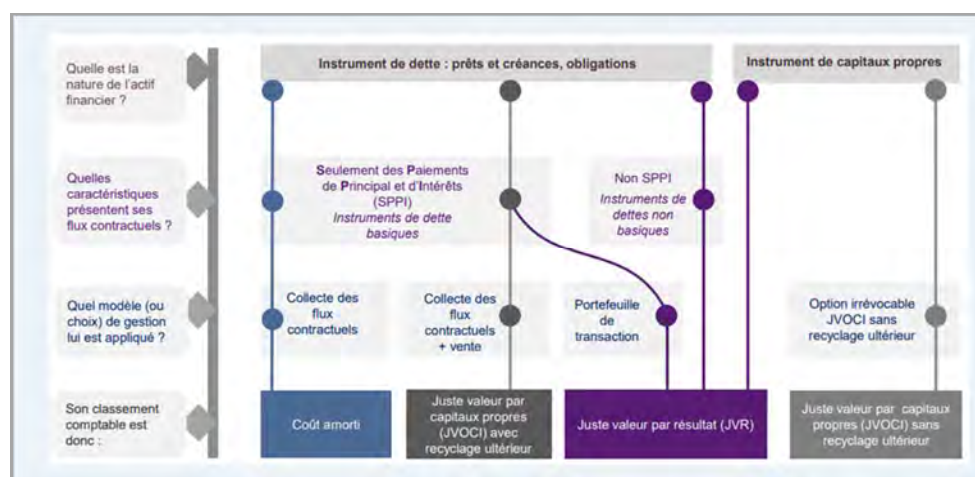 Quelle est la
nature de l'actif
financier ?
Instrument de dette : prêts et créances, obligations
Instrument de capitaux propres
Quelles
caractéristiques
présentent ses
flux contractuels ?
Seulement des Paiements
de Principal et d'Intérêts
(SPPI)
Instruments de dette
basiques
Non SPPI
Instruments de
dettes non
basiques
Quel modèle (ou
choix) de gestion
lui est appliqué ?
Collecte des
flux
contractuels
Collecte des
flux
contractuels
+ vente
Portefeuille
de
transaction
Option irrévocable
JVOCI sans
recyclage ultérieur
Son classement
comptable est
donc :
Coût amorti
Juste valeur par
capitaux propres
(JVOCI) avec
recyclage ultérieur
Juste valeur par résultat (JVR)
Juste valeur par capitaux
propres (JVOCI) sans
recyclage ultérieur